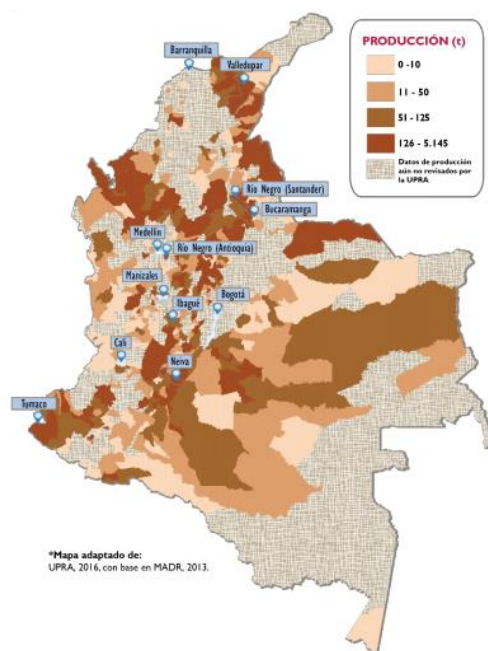 Barranquilla
Valledupar
PRODUCCIÓN (t)
0 -10
11 - 50
51 - 125
126 - 5.145
Datos de producción
aún no revisados por
la UPRA
Río Negro (Santander)
Bucaramanga
Medellín
Río Negro (Antioquia)
Manizales
Ibagué
Bogotá
Cali
Neiva
Tumaco
*Mapa adaptado de:
UPRA, 2016, con base en MADR, 2013.